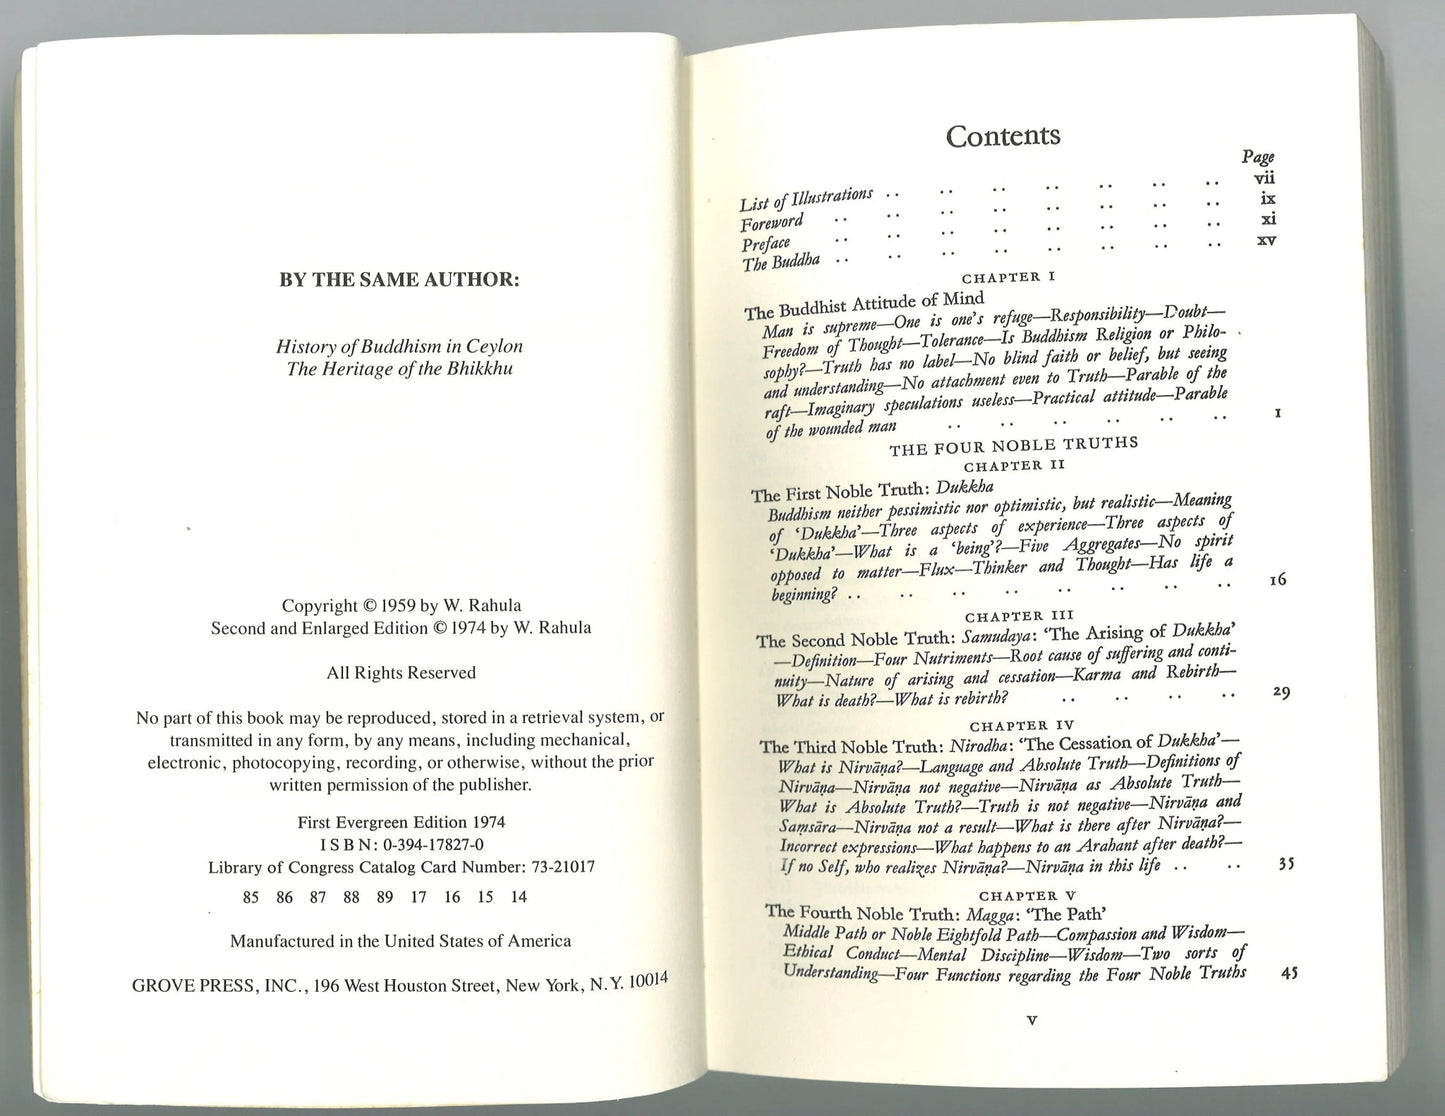 BY THE SAME AUTHOR:
History of Buddhism in Ceylon
The Heritage of the Bhikkhu
Copyright © 1959 by W. Rahula
Second and Enlarged Edition © 1974 by W. Rahula
All Rights Reserved
No part of this book may be reproduced, stored in a retrieval system, or
transmitted in any form, by any means, including mechanical,
electronic, photocopying, recording, or otherwise, without the prior
written permission of the publisher.
First Evergreen Edition 1974
I S B N: 0-394-17827-0
Library of Congress Catalog Card Number: 73-21017
85 86 87 88 89 17 16 15 14
Manufactured in the United States of America
GROVE PRESS, INC., 196 West Houston Street, New York, N.Y. 10014
Contents
Page
List of Illustrations .. .. .. .. .. .. .. vii
Foreword .. .. .. .. .. .. .. .. ix
Preface .. .. .. .. .. .. .. .. xi
The Buddha .. .. .. .. .. .. .. .. xv
CHAPTER I
The Buddhist Attitude of Mind
Man is supreme—One is one's refuge—Responsibility—Doubt—
Freedom of Thought—Tolerance—Is Buddhism Religion or Philo-
sophy?—Truth has no label—No blind faith or belief, but seeing
and understanding—No attachment even to Truth—Parable of the
raft—Imaginary speculations useless—Practical attitude—Parable
of the wounded man .. .. .. .. .. .. 1
THE FOUR NOBLE TRUTHS
CHAPTER II
The First Noble Truth: Dukkha
Buddhism neither pessimistic nor optimistic, but realistic—Meaning
of 'Dukkha'—Three aspects of experience—Three aspects of
'Dukkha'—What is a 'being'?—Five Aggregates—No spirit
opposed to matter—Flux—Thinker and Thought—Has life a
beginning? .. .. .. .. .. .. .. .. 16
CHAPTER III
The Second Noble Truth: Samudaya: 'The Arising of Dukkha'
—Definition—Four Nutriments—Root cause of suffering and conti-
nuity—Nature of arising and cessation—Karma and Rebirth—
What is death?—What is rebirth? .. .. .. .. 29
CHAPTER IV
The Third Noble Truth: Nirodha: 'The Cessation of Dukkha'—
What is Nirvāṇa?—Language and Absolute Truth—Definitions of
Nirvāṇa—Nirvāṇa not negative—Nirvāṇa as Absolute Truth—
What is Absolute Truth?—Truth is not negative—Nirvāṇa and
Saṃsāra—Nirvāṇa not a result—What is there after Nirvāṇa?—
Incorrect expressions—What happens to an Arahant after death?—
If no Self, who realizes Nirvāṇa?—Nirvāṇa in this life .. .. 35
CHAPTER V
The Fourth Noble Truth: Magga: 'The Path'
Middle Path or Noble Eightfold Path—Compassion and Wisdom—
Ethical Conduct—Mental Discipline—Wisdom—Two sorts of
Understanding—Four Functions regarding the Four Noble Truths 45
v